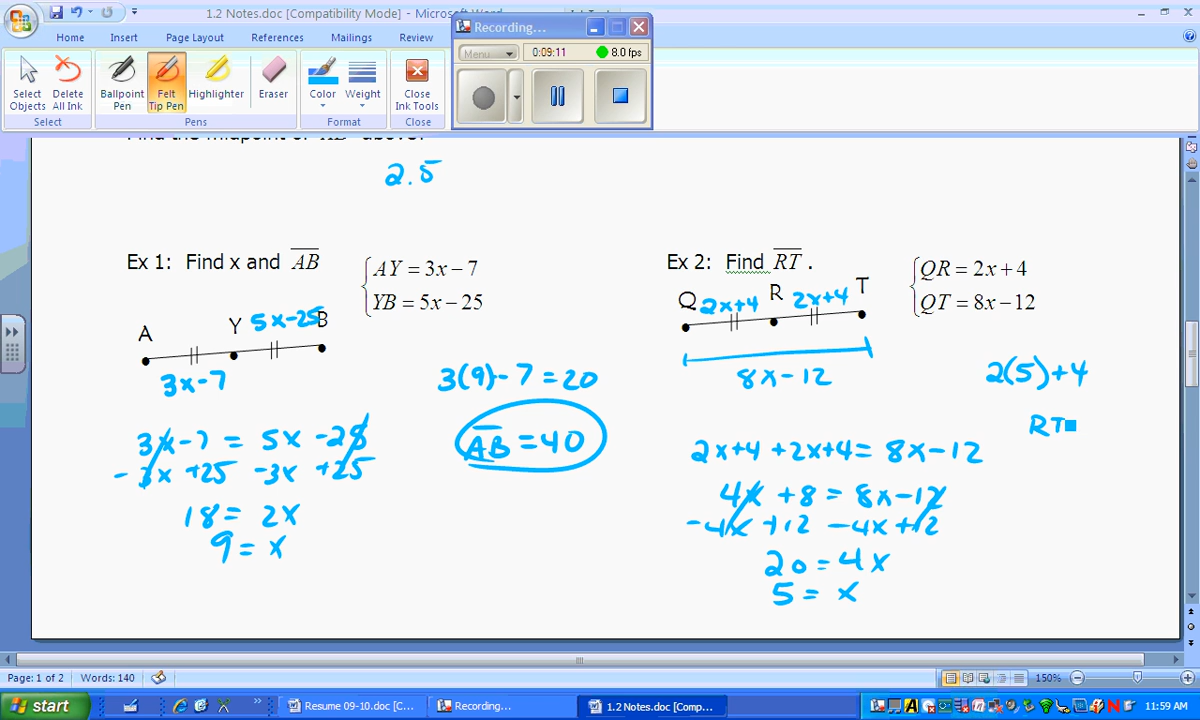 1.2 Notes.doc [Compatibility Mode] - Microsoft Word
Recording...
Home Insert Page Layout References Mailings Review
Menu 0:09:11 8.0 fps
Select Objects Delete All Ink Ballpoint Pen Felt Tip Pen Highlighter Eraser Color Weight Close Ink Tools
Select Pens Format Close
Find the midpoint of AB above.
2.5
Ex 1: Find x and AB
AY = 3x − 7
YB = 5x − 25
A Y B
5x-25
3x-7
3(9)-7=20
AB=40
3x-7 = 5x-25
-3x +25 -3x +25
18 = 2x
9 = x
Ex 2: Find RT.
QR = 2x + 4
QT = 8x − 12
Q R T
2x+4 2x+4
8x-12
2(5)+4
RT
2x+4 +2x+4 = 8x-12
4x +8 = 8x-12
-4x +12 -4x +12
20 = 4x
5 = x
Page: 1 of 2 Words: 140 150%
start Resume 09-10.doc [C... Recording... 1.2 Notes.doc [Comp... 11:59 AM